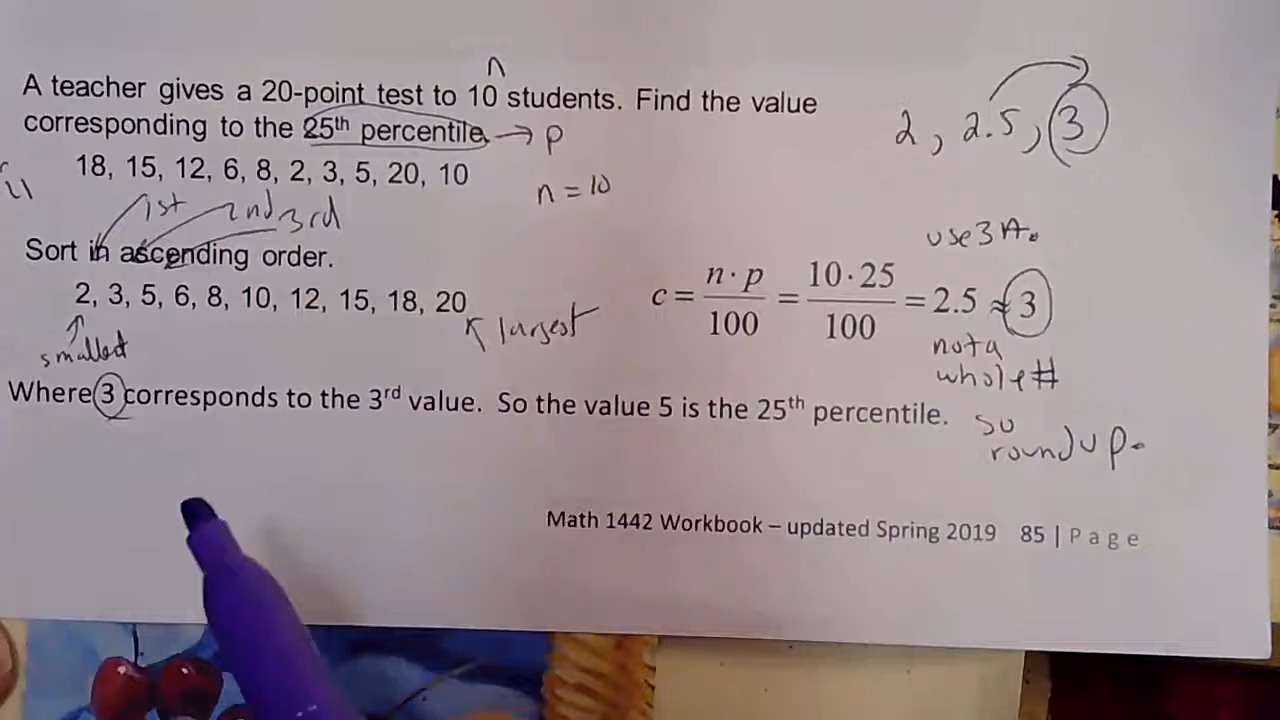 n
A teacher gives a 20-point test to 10 students. Find the value
corresponding to the 25th percentile. → p
2, 2.5, 3
18, 15, 12, 6, 8, 2, 3, 5, 20, 10
n = 10
1st 2nd 3rd
Sort in ascending order.
use 3
2, 3, 5, 6, 8, 10, 12, 15, 18, 20
smallest
largest
c = n · p / 100 = 10 · 25 / 100 = 2.5 ≈ 3
not a
whole #
Where 3 corresponds to the 3rd value. So the value 5 is the 25th percentile.
so
round up.
Math 1442 Workbook – updated Spring 2019 85 | P a g e